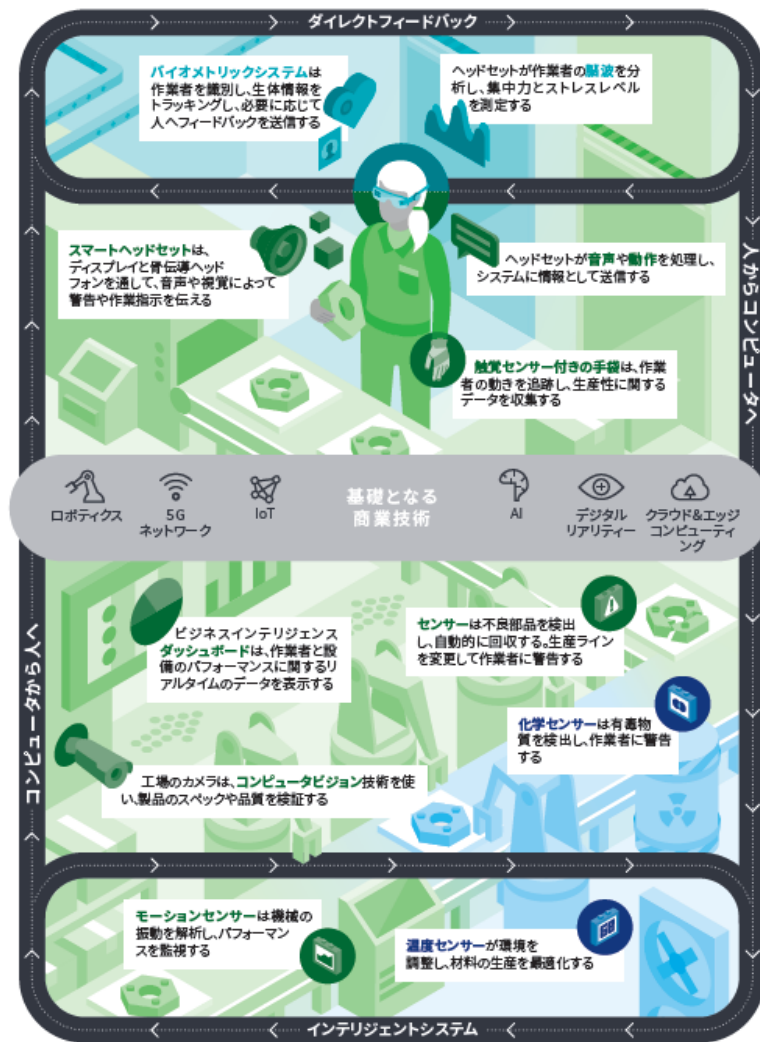 ダイレクトフィードバック
バイオメトリックシステムは
作業者を識別し、生体情報を
トラッキングし、必要に応じて
人へフィードバックを送信する
ヘッドセットが作業者の脳波を分
析し、集中力とストレスレベル
を測定する
スマートヘッドセットは、
ディスプレイと骨伝導ヘッド
フォンを通して、音声や視覚によって
警告や作業指示を伝える
ヘッドセットが音声や動作を処理し、
システムに情報として送信する
人からコンピュータへ
触覚センサー付きの手袋は、作業
者の動きを追跡し、生産性に関する
データを収集する
ロボティクス
5G
ネットワーク
IoT
基礎となる
商業技術
AI
デジタル
リアリティー
クラウド&エッジ
コンピューティ
ング
コンピュータから人へ
ビジネスインテリジェンス
ダッシュボードは、作業者と設
備のパフォーマンスに関するリ
アルタイムのデータを表示する
センサーは不良部品を検出
し、自動的に回収する。生産ライン
を変更して作業者に警告する
化学センサーは有毒物
質を検出し、作業者に警告
する
工場のカメラは、コンピュータビジョン技術を使
い、製品のスペックや品質を検証する
モーションセンサーは機械の
振動を解析し、パフォーマン
スを監視する
温度センサーが環境を
調整し、材料の生産を最適化する
68
インテリジェントシステム